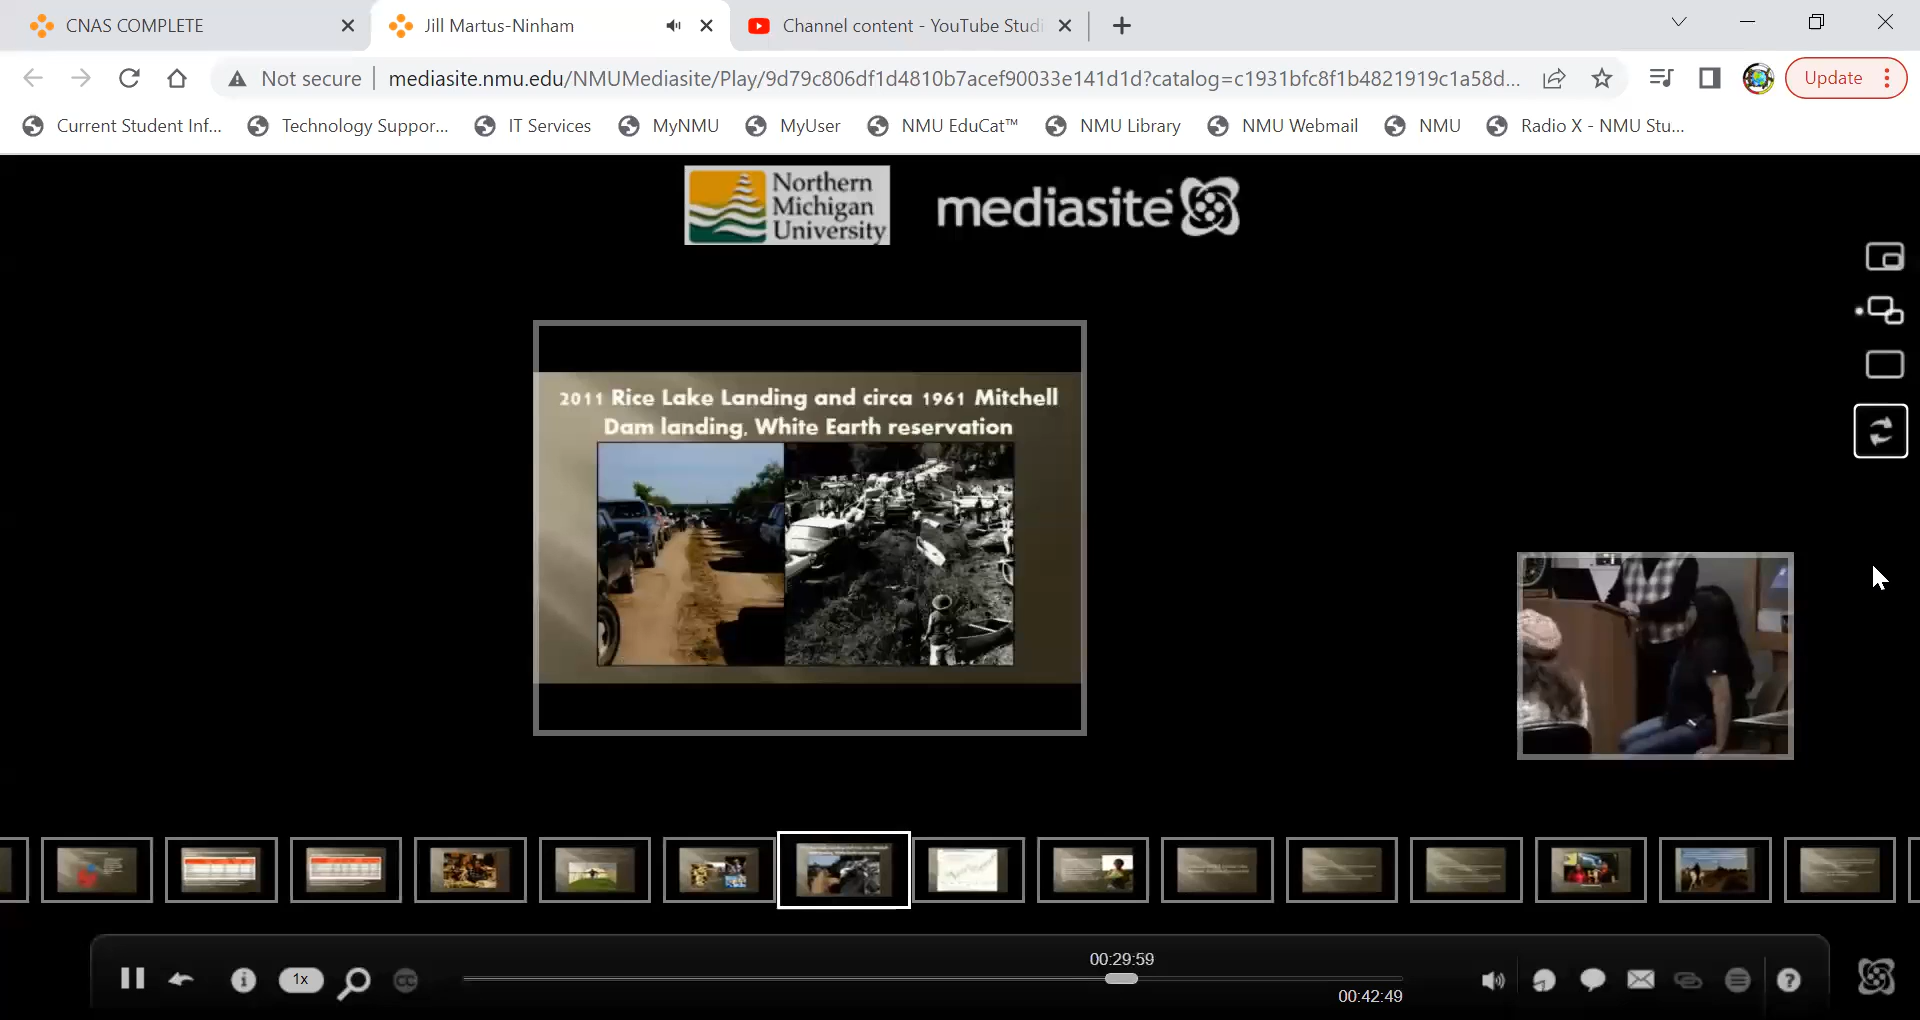 CNAS COMPLETE
Jill Martus-Ninham
Channel content - YouTube Studi
Not secure
mediasite.nmu.edu/NMUMediasite/Play/9d79c806df1d4810b7acef90033e141d1d?catalog=c1931bfc8f1b4821919c1a58d...
Update
Current Student Inf...
Technology Suppor...
IT Services
MyNMU
MyUser
NMU EduCat™
NMU Library
NMU Webmail
NMU
Radio X - NMU Stu...
Northern
Michigan
University
mediasite
2011 Rice Lake Landing and circa 1961 Mitchell
Dam landing, White Earth reservation
00:29:59
1x
CC
00:42:49